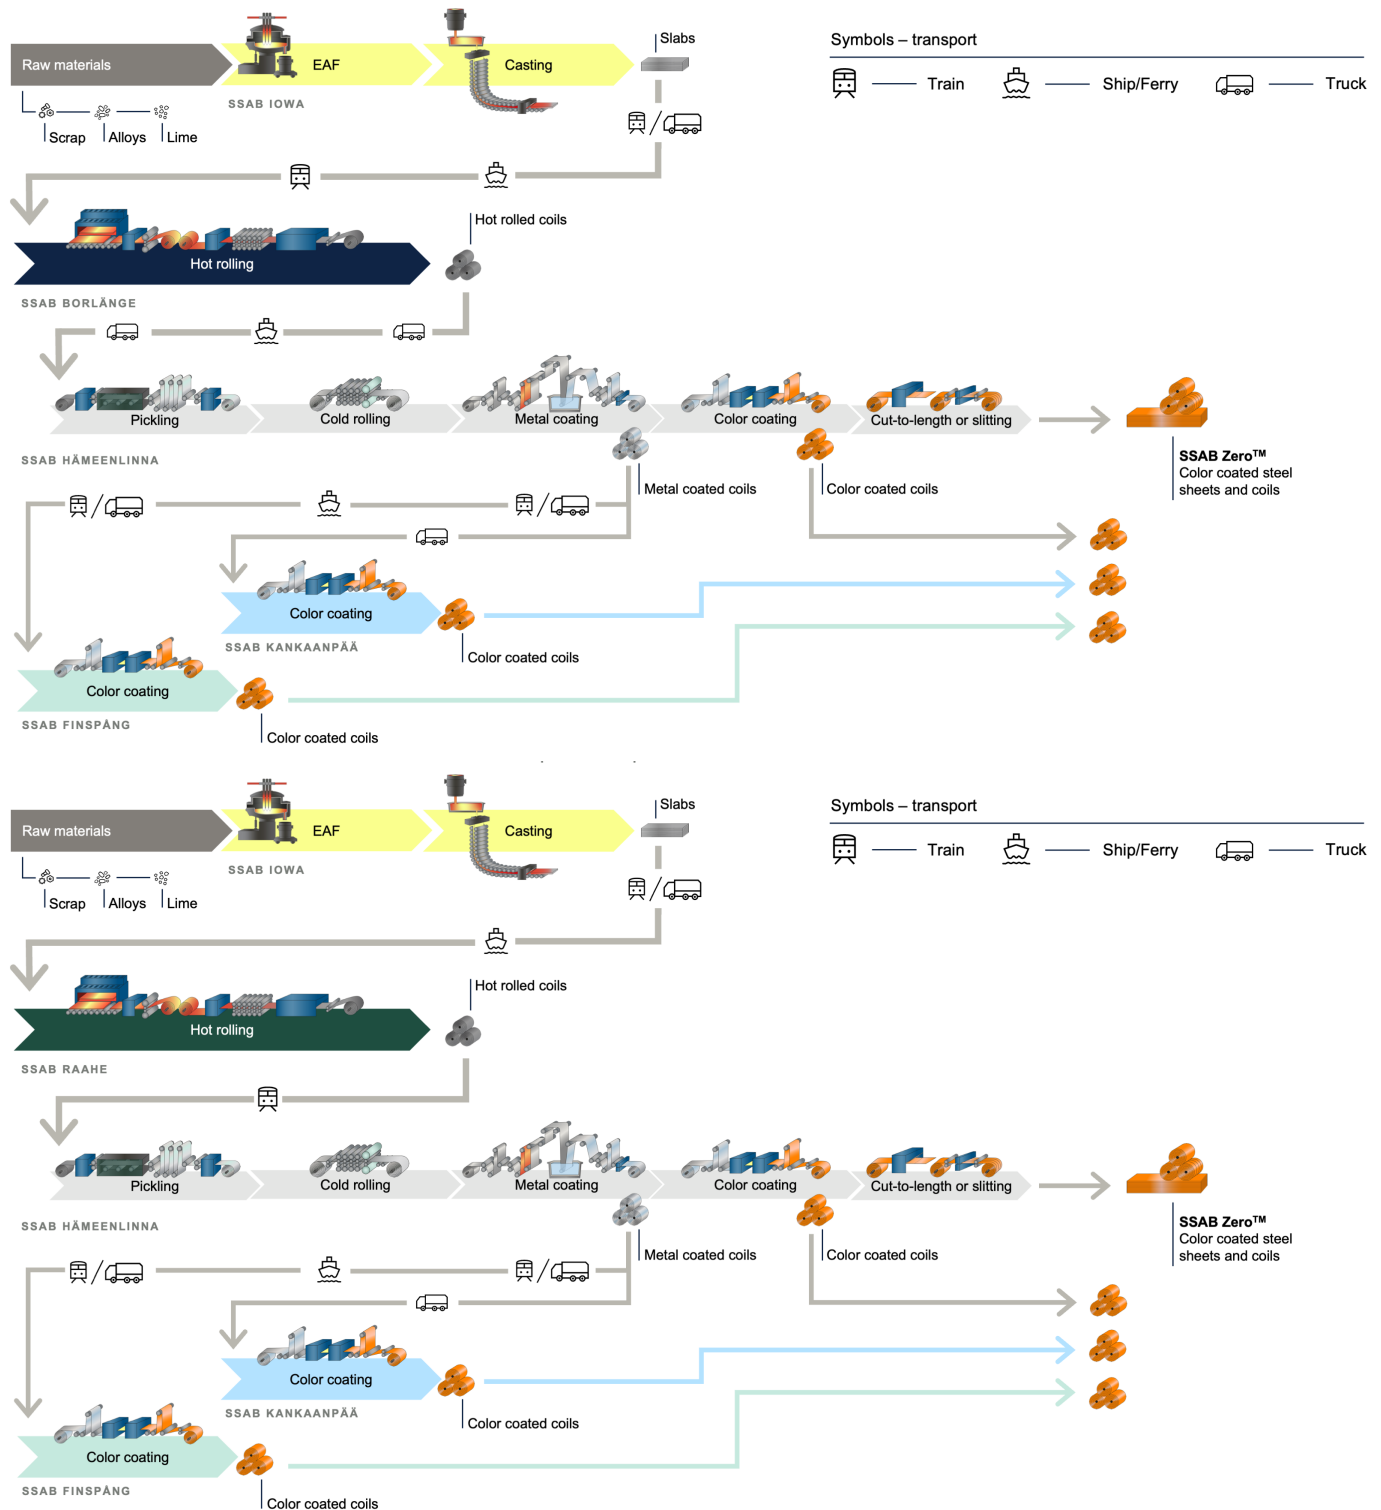 Slabs
Symbols – transport
Raw materials
EAF
Casting
Train
Ship/Ferry
Truck
SSAB IOWA
Scrap
Alloys
Lime
/
Hot rolled coils
Hot rolling
SSAB BORLÄNGE
Pickling
Cold rolling
Metal coating
Color coating
Cut-to-length or slitting
SSAB HÄMEENLINNA
SSAB Zero™
Color coated steel
sheets and coils
Metal coated coils
Color coated coils
/
/
Color coating
SSAB KANKAANPÄÄ
Color coated coils
Color coating
SSAB FINSPÅNG
Color coated coils
Slabs
Symbols – transport
Raw materials
EAF
Casting
Train
Ship/Ferry
Truck
SSAB IOWA
Scrap
Alloys
Lime
/
Hot rolled coils
Hot rolling
SSAB RAAHE
Pickling
Cold rolling
Metal coating
Color coating
Cut-to-length or slitting
SSAB HÄMEENLINNA
SSAB Zero™
Color coated steel
sheets and coils
Metal coated coils
Color coated coils
/
/
Color coating
SSAB KANKAANPÄÄ
Color coated coils
Color coating
SSAB FINSPÅNG
Color coated coils